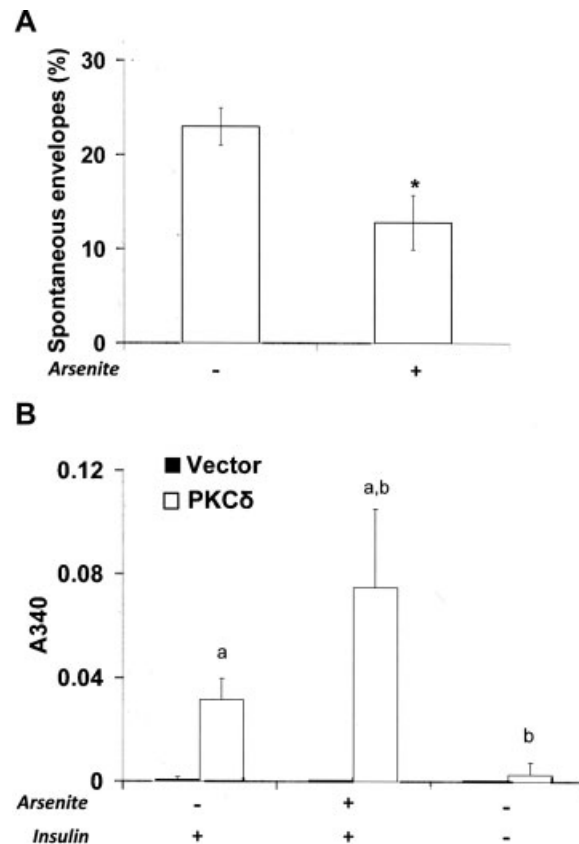 A
Spontaneous envelopes (%)
30
20
10
0
*
Arsenite - +
B
A340
0.12
0.08
0.04
0
Vector
PKCδ
a
a,b
b
Arsenite - + -
Insulin + + -